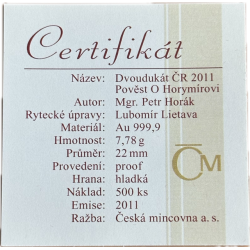 Certifikát
Název: Dvoudukát ČR 2011
Pověst O Horymírovi
Autor: Mgr. Petr Horák
Rytecké úpravy: Lubomir Lietava
Materiál: Au 999,9
Hmotnost: 7,78 g
Průměr: 22 mm
Provedení: proof
Hrana: hladká
Náklad: 500 ks
Emise: 2011
Ražba: Česká mincovna a. s.
ČM